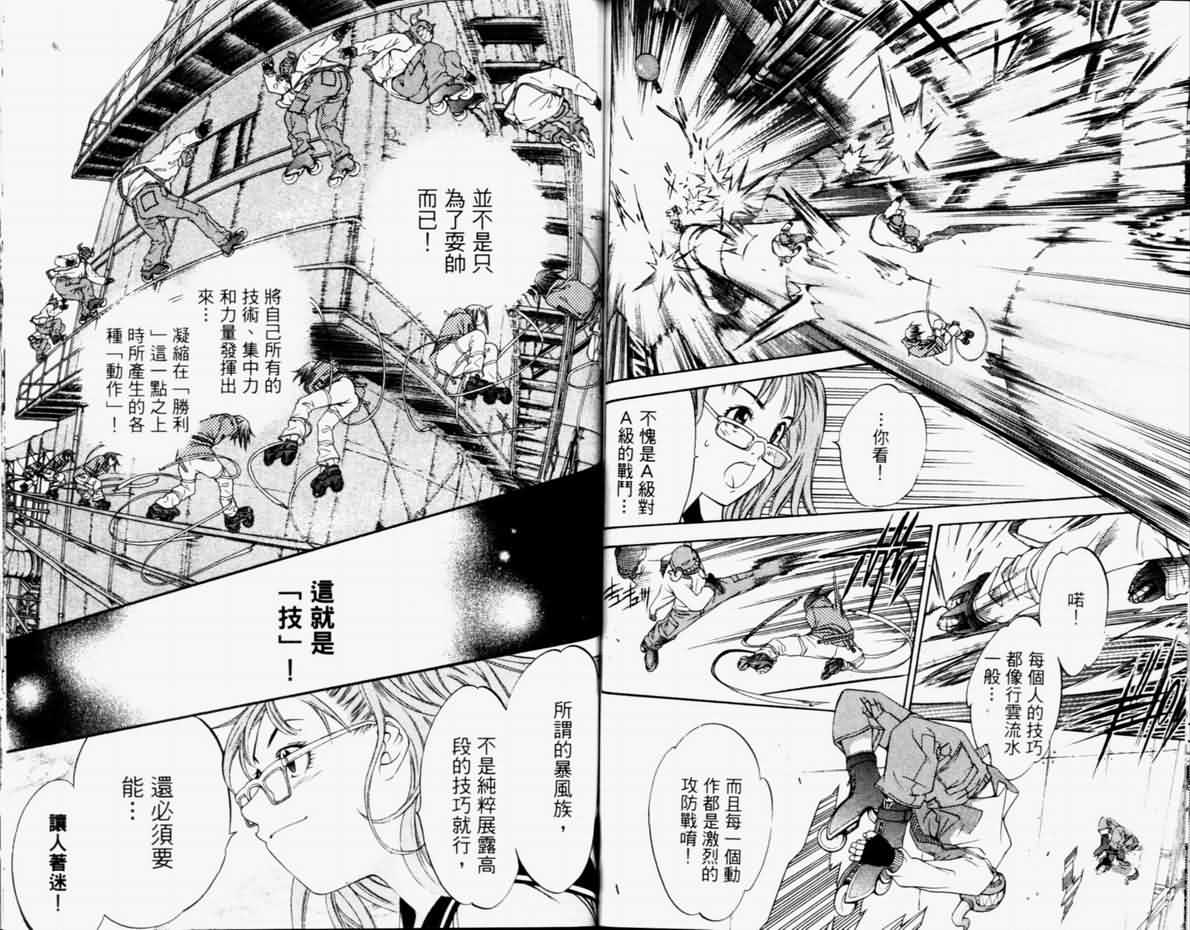 …你看！
不愧是A級對
A級的戰鬥…
喏！
每個人的技巧
都像行雲流水
一般…
而且每一個動
作都是激烈的
攻防戰唷！
並不是只
為了耍帥
而已！
將自己所有的
技術、集中力
和力量發揮出
來…
凝縮在「勝利
」這一點之上
時所產生的各
種「動作」！
這就是
「技」！
所謂的暴風族，
不是純粹展露高
段的技巧就行，
還必須要
能…
讓人著迷！